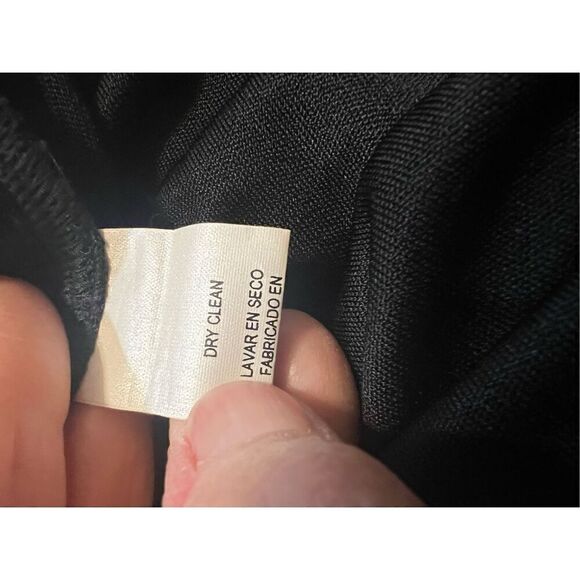 DRY CLEAN
LAVAR EN SECO
FABRICADO EN